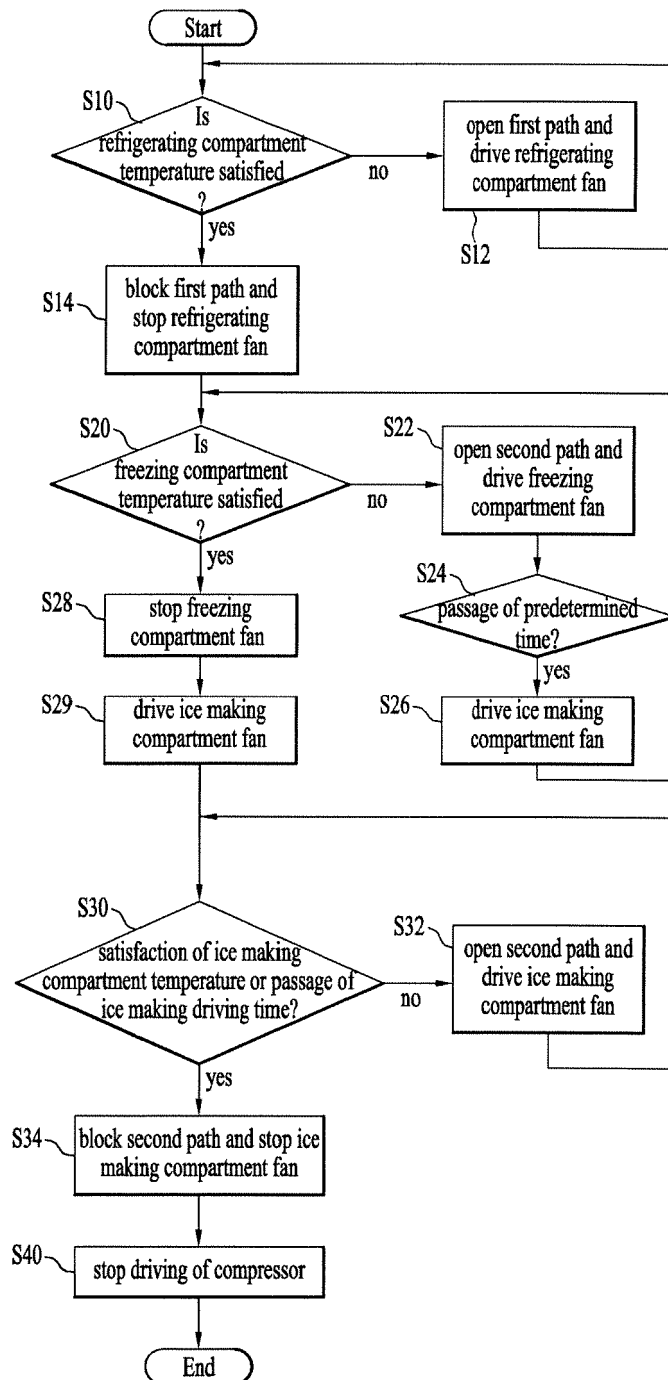 Start
S10
Is
refrigerating compartment
temperature satisfied
?
no
yes
open first path and
drive refrigerating
compartment fan
S12
S14
block first path and
stop refrigerating
compartment fan
S20
Is
freezing compartment
temperature satisfied
?
no
yes
S22
open second path and
drive freezing
compartment fan
S24
passage of predetermined
time?
yes
S28
stop freezing
compartment fan
S29
drive ice making
compartment fan
S26
drive ice making
compartment fan
S30
satisfaction of ice making
compartment temperature or passage of
ice making driving time?
no
yes
S32
open second path and
drive ice making
compartment fan
S34
block second path and stop ice
making compartment fan
S40
stop driving of compressor
End